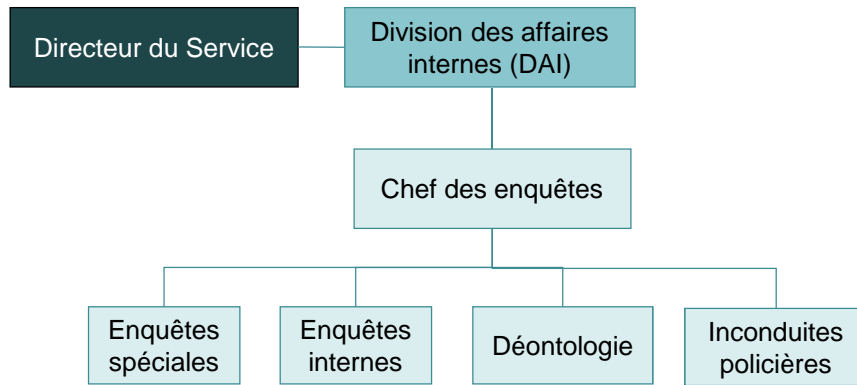 Directeur du Service
Division des affaires
internes (DAI)
Chef des enquêtes
Enquêtes
spéciales
Enquêtes
internes
Déontologie
Inconduites
policières